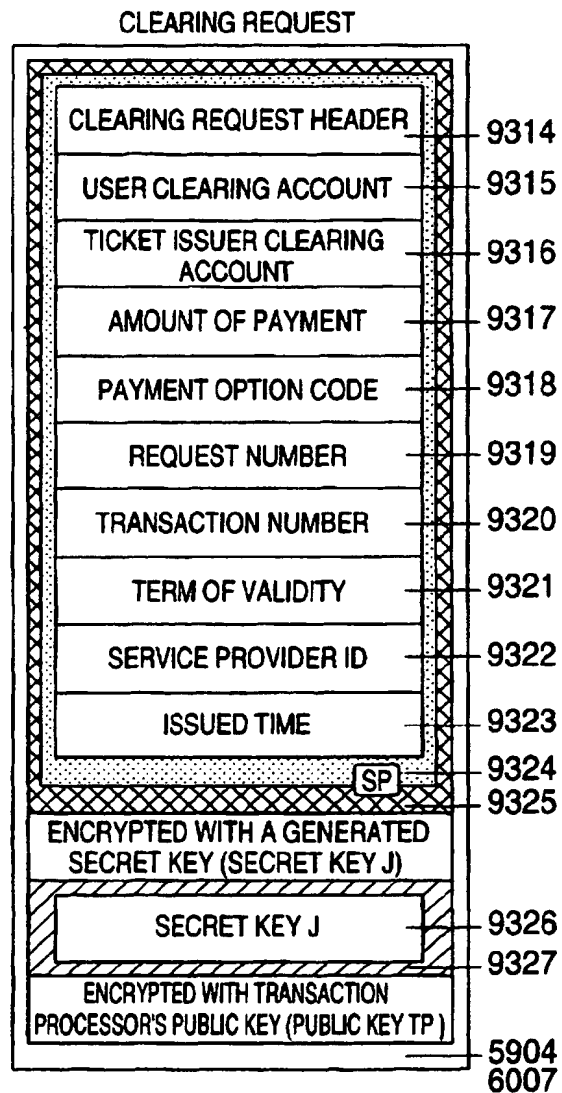 CLEARING REQUEST
CLEARING REQUEST HEADER 9314
USER CLEARING ACCOUNT 9315
TICKET ISSUER CLEARING
ACCOUNT 9316
AMOUNT OF PAYMENT 9317
PAYMENT OPTION CODE 9318
REQUEST NUMBER 9319
TRANSACTION NUMBER 9320
TERM OF VALIDITY 9321
SERVICE PROVIDER ID 9322
ISSUED TIME 9323
SP 9324
9325
ENCRYPTED WITH A GENERATED
SECRET KEY (SECRET KEY J)
SECRET KEY J 9326
9327
ENCRYPTED WITH TRANSACTION
PROCESSOR'S PUBLIC KEY (PUBLIC KEY TP )
5904
6007